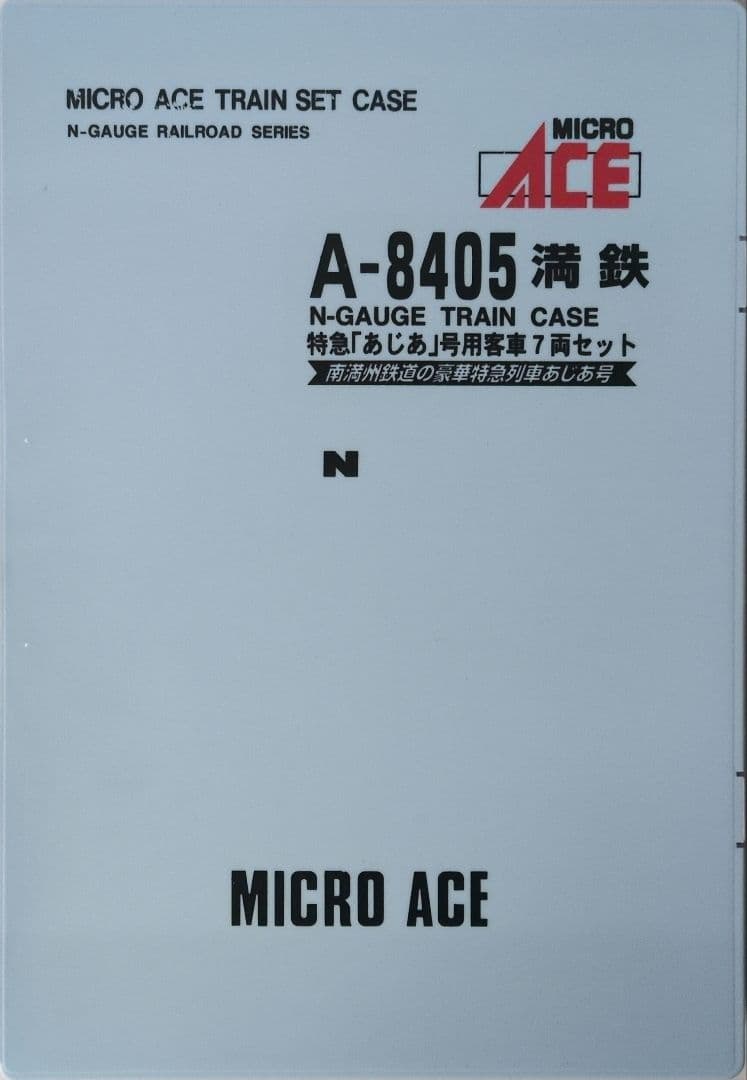 MICRO ACE TRAIN SET CASE
N-GAUGE RAILROAD SERIES
MICRO
ACE
A-8405 満鉄
N-GAUGE TRAIN CASE
特急「あじあ」号用客車7両セット
南満州鉄道の豪華特急列車あじあ号
N
MICRO ACE